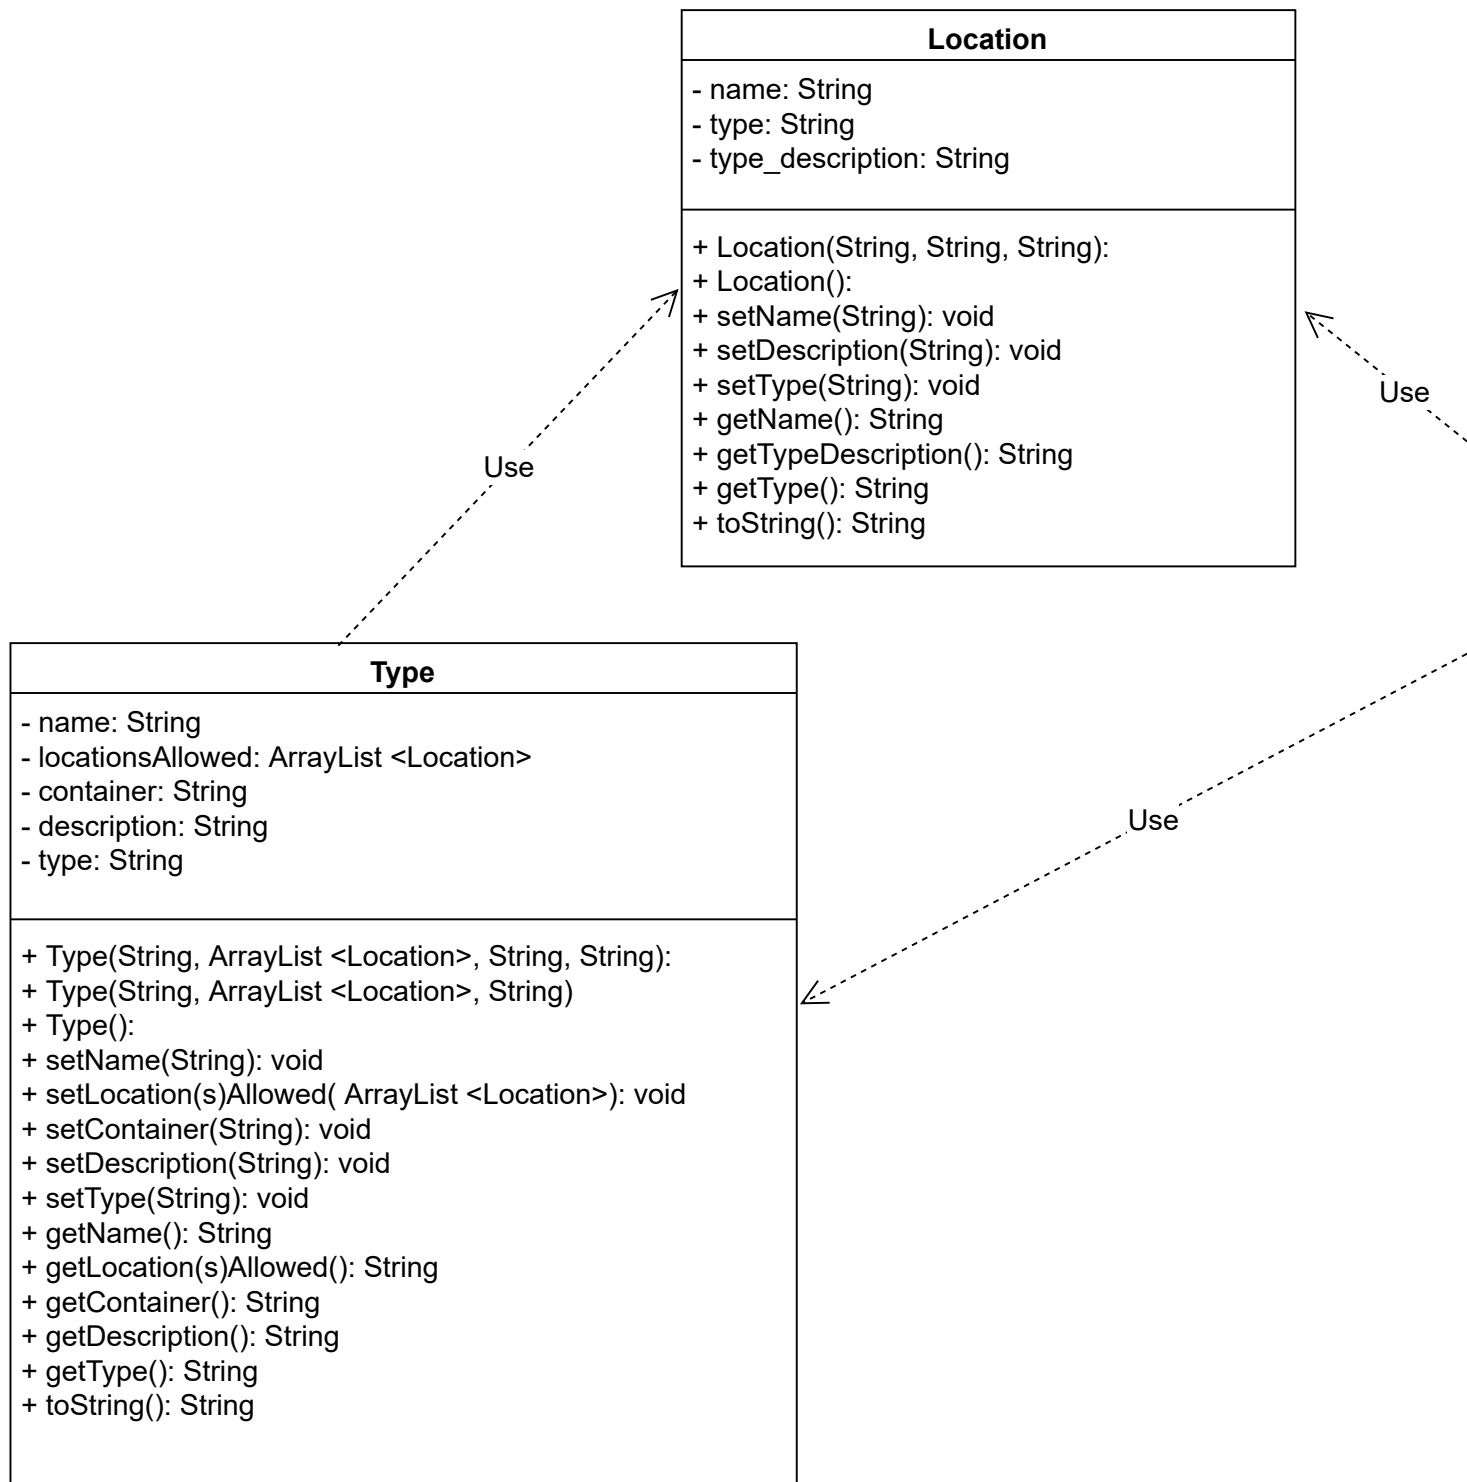 Location
- name: String
- type: String
- type_description: String
+ Location(String, String, String):
+ Location():
+ setName(String): void
+ setDescription(String): void
+ setType(String): void
+ getName(): String
+ getTypeDescription(): String
+ getType(): String
+ toString(): String
Use
Use
Type
- name: String
- locationsAllowed: ArrayList <Location>
- container: String
- description: String
- type: String
+ Type(String, ArrayList <Location>, String, String):
+ Type(String, ArrayList <Location>, String)
+ Type():
+ setName(String): void
+ setLocation(s)Allowed( ArrayList <Location>): void
+ setContainer(String): void
+ setDescription(String): void
+ setType(String): void
+ getName(): String
+ getLocation(s)Allowed(): String
+ getContainer(): String
+ getDescription(): String
+ getType(): String
+ toString(): String
Use